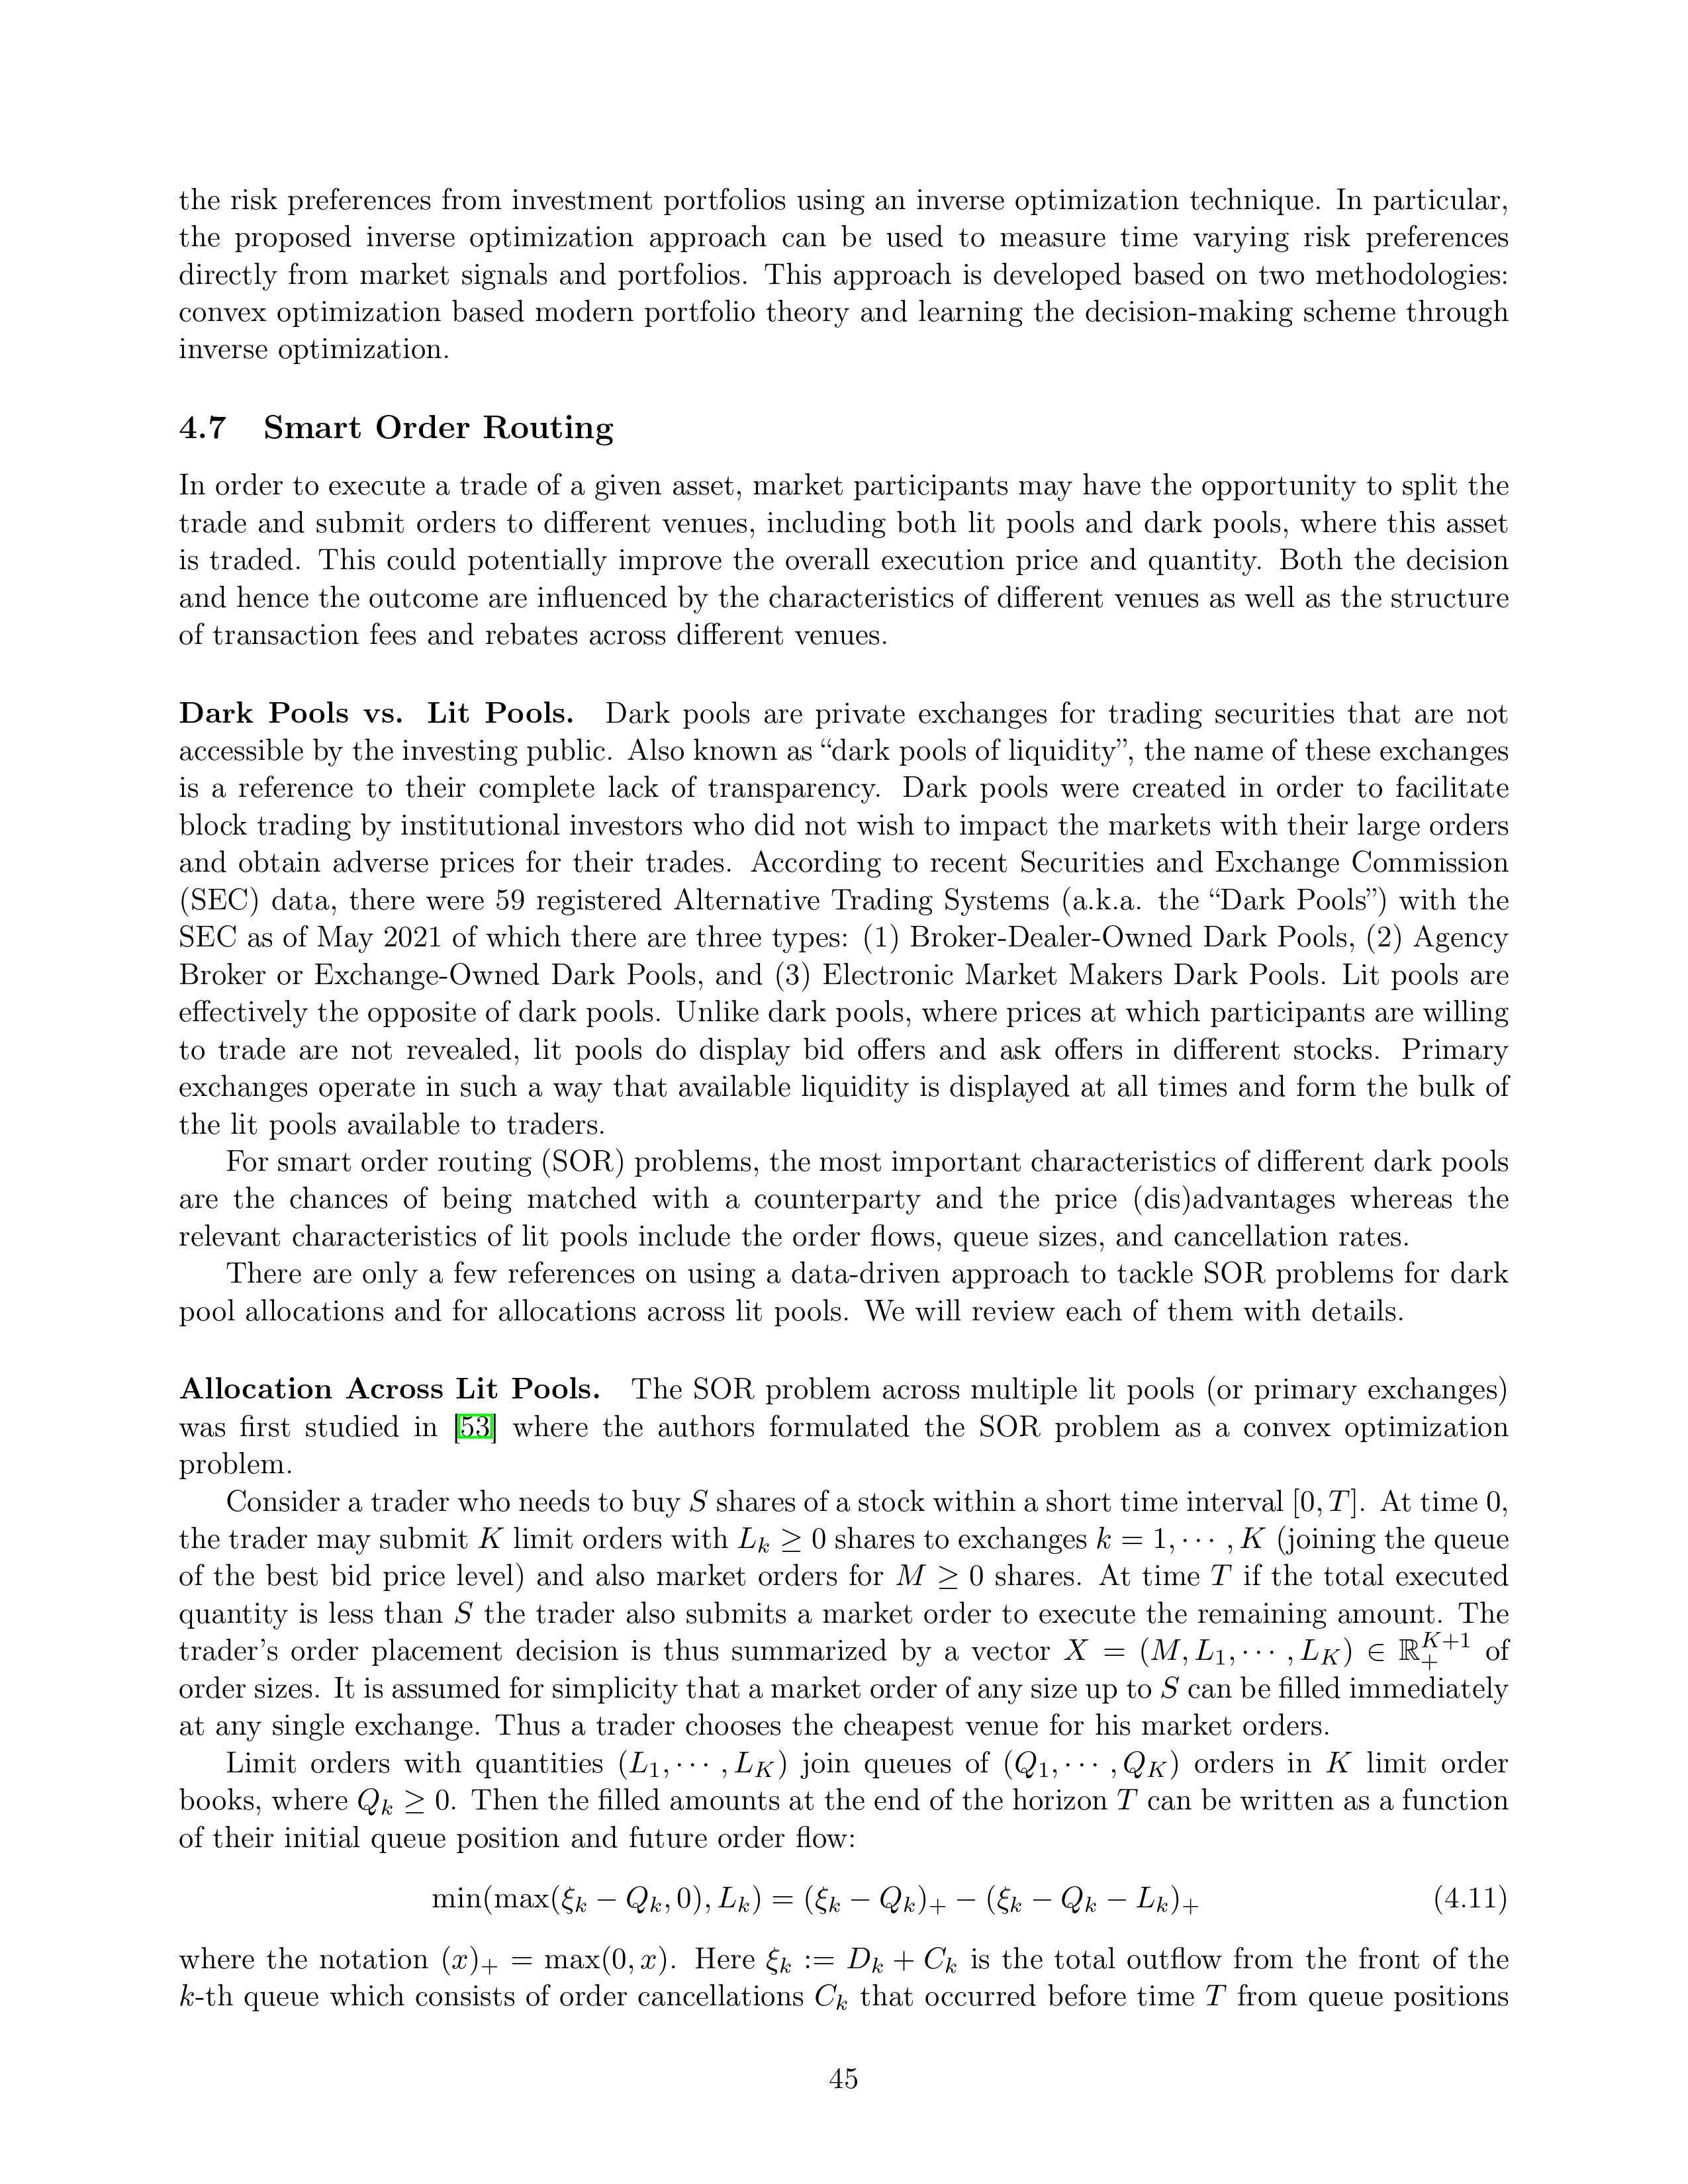 the risk preferences from investment portfolios using an inverse optimization technique. In particular,
the proposed inverse optimization approach can be used to measure time varying risk preferences
directly from market signals and portfolios. This approach is developed based on two methodologies:
convex optimization based modern portfolio theory and learning the decision-making scheme through
inverse optimization.
4.7 Smart Order Routing
In order to execute a trade of a given asset, market participants may have the opportunity to split the
trade and submit orders to different venues, including both lit pools and dark pools, where this asset
is traded. This could potentially improve the overall execution price and quantity. Both the decision
and hence the outcome are influenced by the characteristics of different venues as well as the structure
of transaction fees and rebates across different venues.
Dark Pools vs. Lit Pools. Dark pools are private exchanges for trading securities that are not
accessible by the investing public. Also known as “dark pools of liquidity”, the name of these exchanges
is a reference to their complete lack of transparency. Dark pools were created in order to facilitate
block trading by institutional investors who did not wish to impact the markets with their large orders
and obtain adverse prices for their trades. According to recent Securities and Exchange Commission
(SEC) data, there were 59 registered Alternative Trading Systems (a.k.a. the “Dark Pools”) with the
SEC as of May 2021 of which there are three types: (1) Broker-Dealer-Owned Dark Pools, (2) Agency
Broker or Exchange-Owned Dark Pools, and (3) Electronic Market Makers Dark Pools. Lit pools are
effectively the opposite of dark pools. Unlike dark pools, where prices at which participants are willing
to trade are not revealed, lit pools do display bid offers and ask offers in different stocks. Primary
exchanges operate in such a way that available liquidity is displayed at all times and form the bulk of
the lit pools available to traders.
For smart order routing (SOR) problems, the most important characteristics of different dark pools
are the chances of being matched with a counterparty and the price (dis)advantages whereas the
relevant characteristics of lit pools include the order flows, queue sizes, and cancellation rates.
There are only a few references on using a data-driven approach to tackle SOR problems for dark
pool allocations and for allocations across lit pools. We will review each of them with details.
Allocation Across Lit Pools. The SOR problem across multiple lit pools (or primary exchanges)
was first studied in [53] where the authors formulated the SOR problem as a convex optimization
problem.
Consider a trader who needs to buy S shares of a stock within a short time interval [0, T]. At time 0,
the trader may submit K limit orders with L_k ≥ 0 shares to exchanges k = 1, ⋯ , K (joining the queue
of the best bid price level) and also market orders for M ≥ 0 shares. At time T if the total executed
quantity is less than S the trader also submits a market order to execute the remaining amount. The
trader’s order placement decision is thus summarized by a vector X = (M, L_1, ⋯ , L_K) ∈ ℝ_+^{K+1} of
order sizes. It is assumed for simplicity that a market order of any size up to S can be filled immediately
at any single exchange. Thus a trader chooses the cheapest venue for his market orders.
Limit orders with quantities (L_1, ⋯ , L_K) join queues of (Q_1, ⋯ , Q_K) orders in K limit order
books, where Q_k ≥ 0. Then the filled amounts at the end of the horizon T can be written as a function
of their initial queue position and future order flow:
min(max(ξ_k − Q_k, 0), L_k) = (ξ_k − Q_k)_+ − (ξ_k − Q_k − L_k)_+ (4.11)
where the notation (x)_+ = max(0, x). Here ξ_k := D_k + C_k is the total outflow from the front of the
k-th queue which consists of order cancellations C_k that occurred before time T from queue positions
45